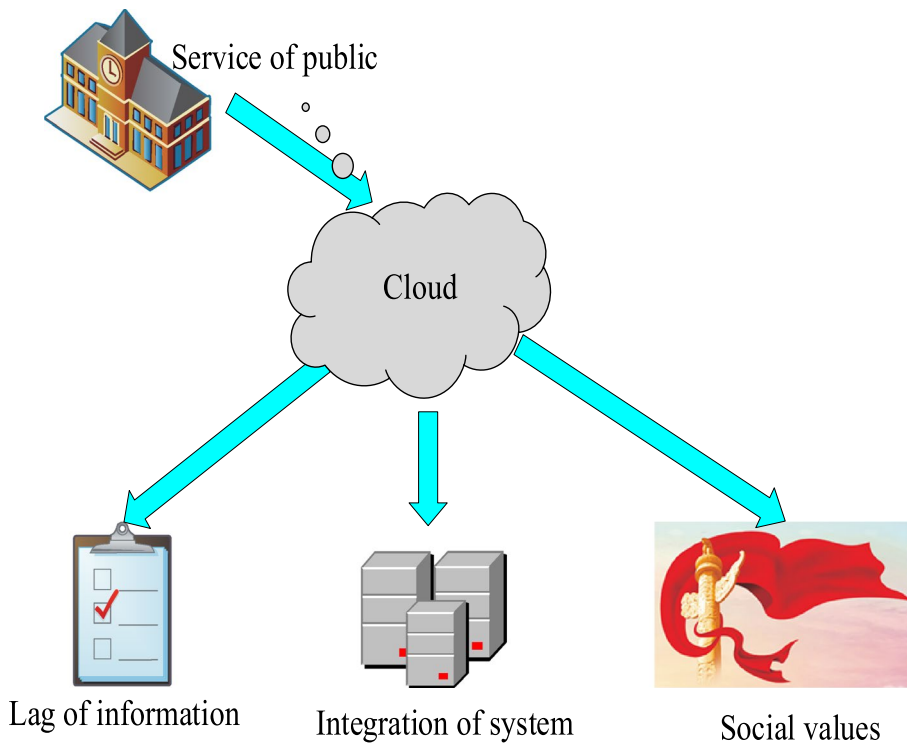 Service of public
Cloud
Lag of information
Integration of system
Social values